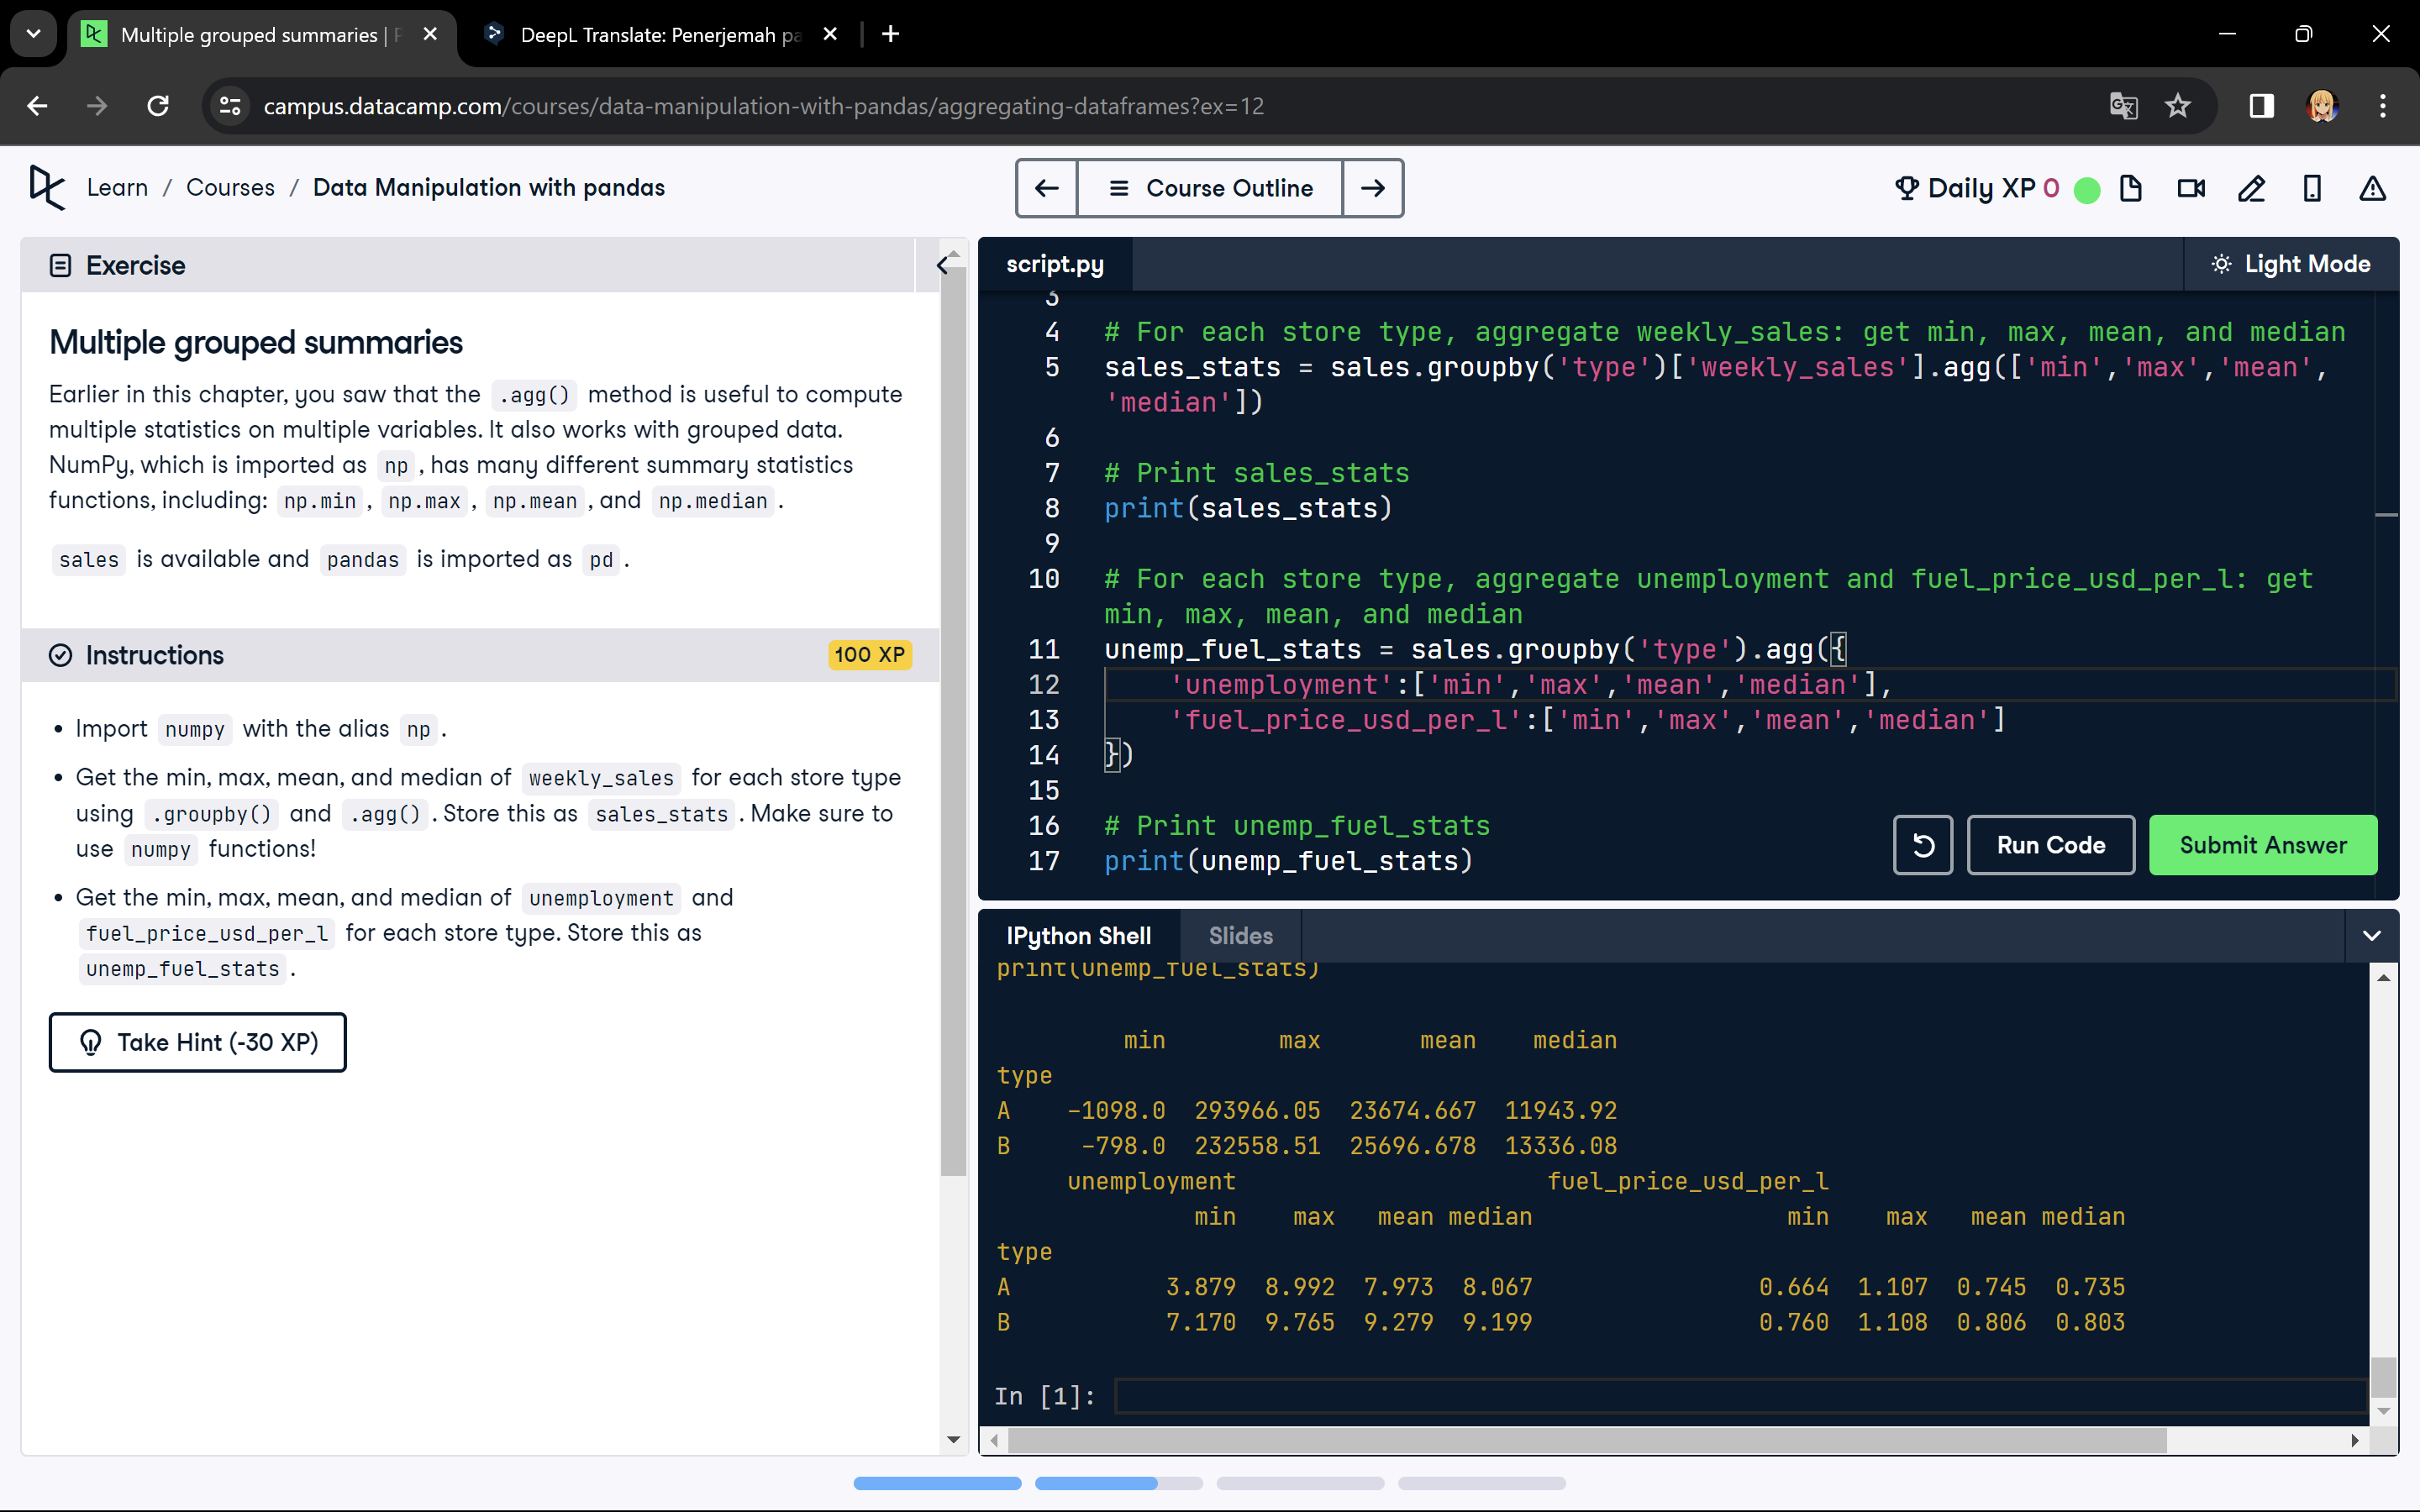 Multiple grouped summaries | P
DeepL Translate: Penerjemah pa
campus.datacamp.com/courses/data-manipulation-with-pandas/aggregating-dataframes?ex=12
Learn / Courses / Data Manipulation with pandas
Course Outline
Daily XP 0
Exercise
Multiple grouped summaries
Earlier in this chapter, you saw that the .agg() method is useful to compute
multiple statistics on multiple variables. It also works with grouped data.
NumPy, which is imported as np, has many different summary statistics
functions, including: np.min, np.max, np.mean, and np.median.
sales is available and pandas is imported as pd.
Instructions
100 XP
• Import numpy with the alias np.
• Get the min, max, mean, and median of weekly_sales for each store type
using .groupby() and .agg(). Store this as sales_stats. Make sure to
use numpy functions!
• Get the min, max, mean, and median of unemployment and
fuel_price_usd_per_l for each store type. Store this as
unemp_fuel_stats.
Take Hint (-30 XP)
script.py
Light Mode
3
4 # For each store type, aggregate weekly_sales: get min, max, mean, and median
5 sales_stats = sales.groupby('type')['weekly_sales'].agg(['min','max','mean',
'median'])
6
7 # Print sales_stats
8 print(sales_stats)
9
10 # For each store type, aggregate unemployment and fuel_price_usd_per_l: get
min, max, mean, and median
11 unemp_fuel_stats = sales.groupby('type').agg({
12 'unemployment':['min','max','mean','median'],
13 'fuel_price_usd_per_l':['min','max','mean','median']
14 })
15
16 # Print unemp_fuel_stats
17 print(unemp_fuel_stats)
Run Code
Submit Answer
IPython Shell
Slides
print(unemp_fuel_stats)
min max mean median
type
A -1098.0 293966.05 23674.667 11943.92
B -798.0 232558.51 25696.678 13336.08
unemployment fuel_price_usd_per_l
min max mean median min max mean median
type
A 3.879 8.992 7.973 8.067 0.664 1.107 0.745 0.735
B 7.170 9.765 9.279 9.199 0.760 1.108 0.806 0.803
In [1]: